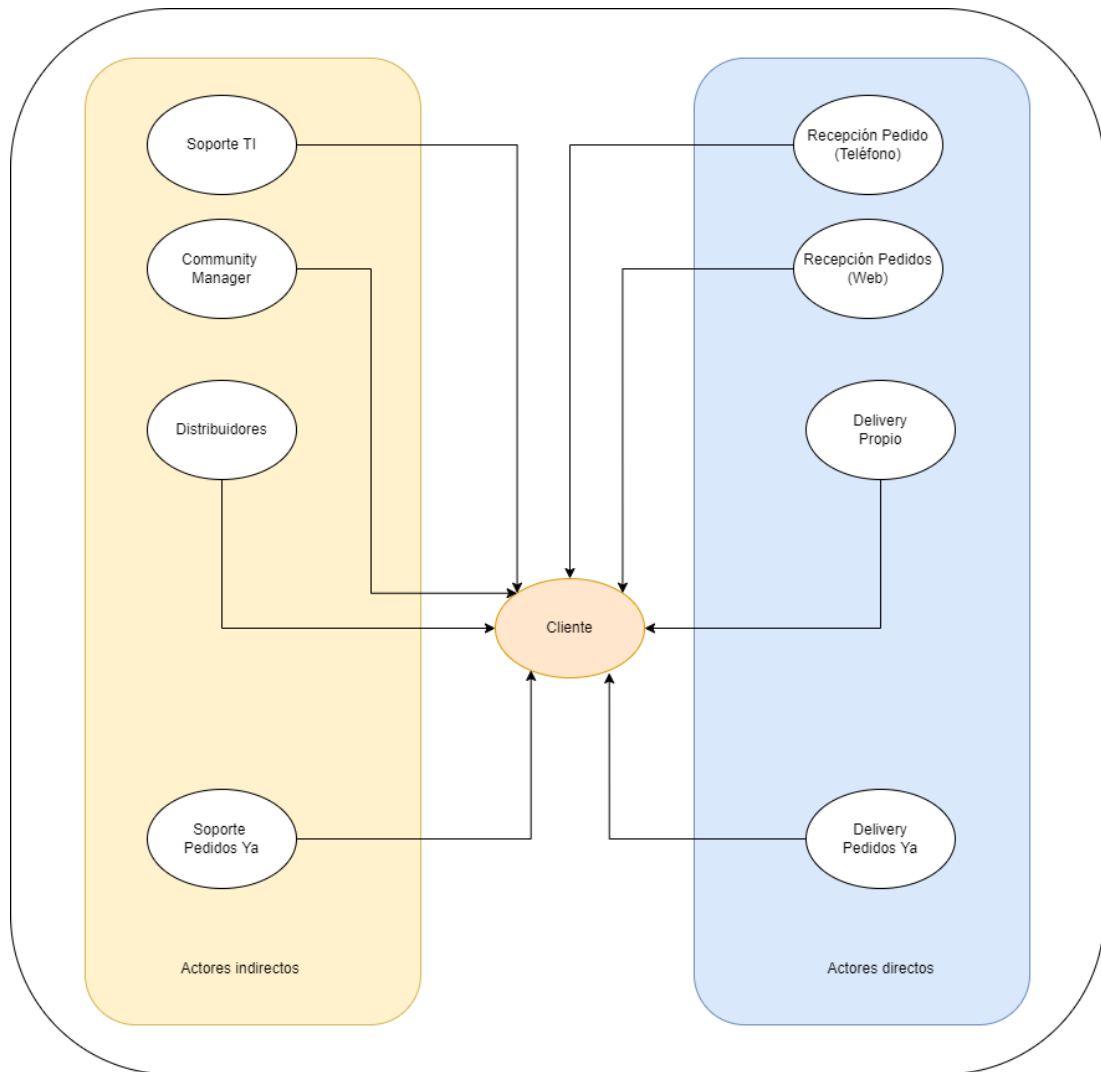 Soporte TI
Community
Manager
Distribuidores
Soporte
Pedidos Ya
Actores indirectos
Cliente
Recepción Pedido
(Teléfono)
Recepción Pedidos
(Web)
Delivery
Propio
Delivery
Pedidos Ya
Actores directos